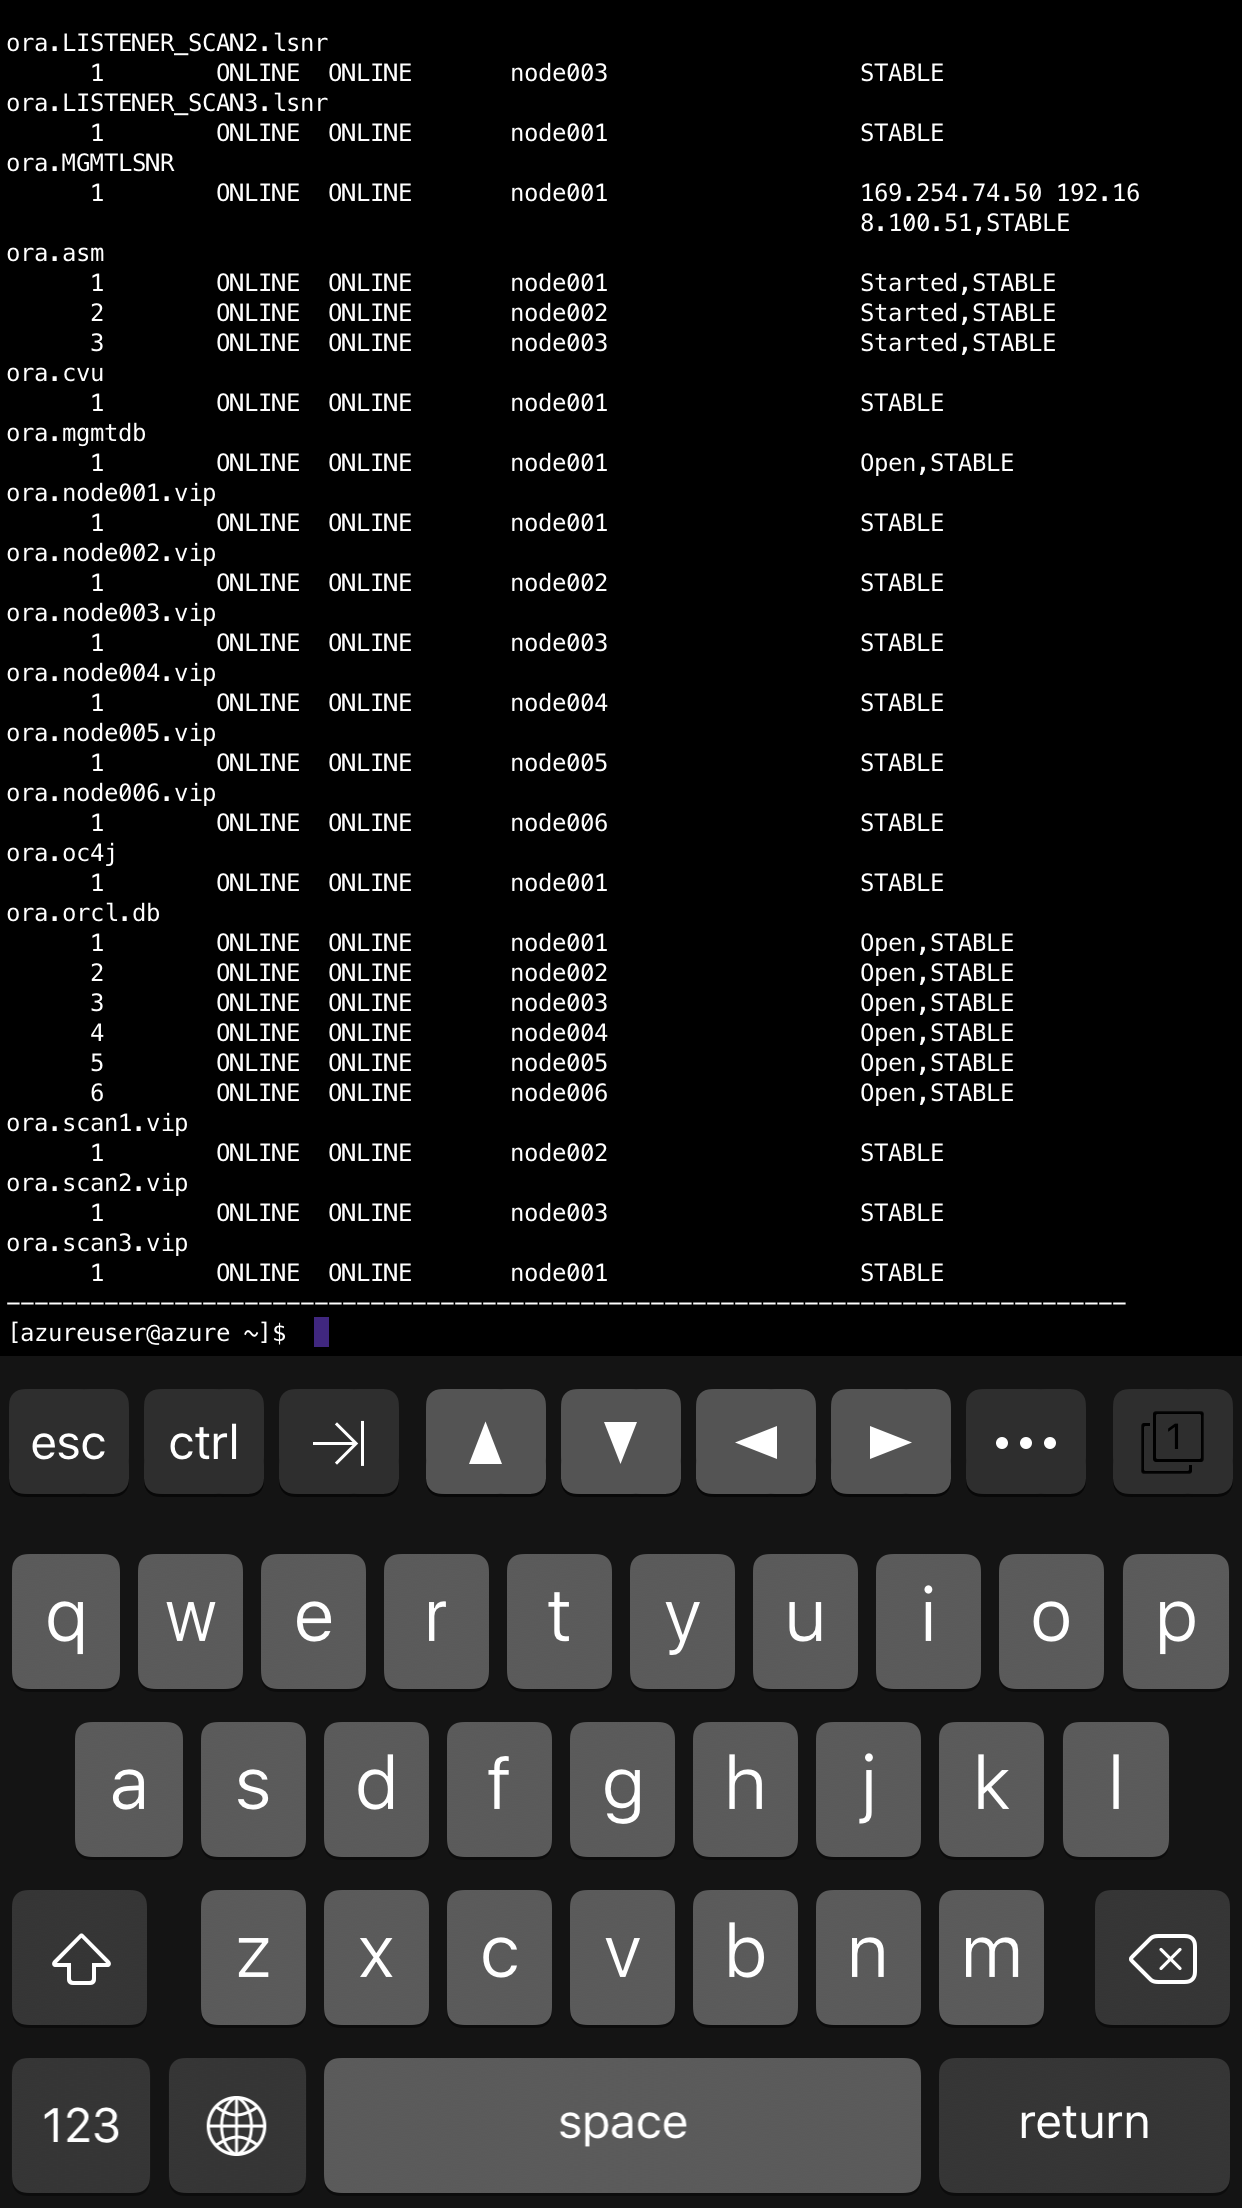 ora.LISTENER_SCAN2.lsnr
      1        ONLINE  ONLINE       node003                  STABLE
ora.LISTENER_SCAN3.lsnr
      1        ONLINE  ONLINE       node001                  STABLE
ora.MGMTLSNR
      1        ONLINE  ONLINE       node001                  169.254.74.50 192.16
                                                             8.100.51,STABLE
ora.asm
      1        ONLINE  ONLINE       node001                  Started,STABLE
      2        ONLINE  ONLINE       node002                  Started,STABLE
      3        ONLINE  ONLINE       node003                  Started,STABLE
ora.cvu
      1        ONLINE  ONLINE       node001                  STABLE
ora.mgmtdb
      1        ONLINE  ONLINE       node001                  Open,STABLE
ora.node001.vip
      1        ONLINE  ONLINE       node001                  STABLE
ora.node002.vip
      1        ONLINE  ONLINE       node002                  STABLE
ora.node003.vip
      1        ONLINE  ONLINE       node003                  STABLE
ora.node004.vip
      1        ONLINE  ONLINE       node004                  STABLE
ora.node005.vip
      1        ONLINE  ONLINE       node005                  STABLE
ora.node006.vip
      1        ONLINE  ONLINE       node006                  STABLE
ora.oc4j
      1        ONLINE  ONLINE       node001                  STABLE
ora.orcl.db
      1        ONLINE  ONLINE       node001                  Open,STABLE
      2        ONLINE  ONLINE       node002                  Open,STABLE
      3        ONLINE  ONLINE       node003                  Open,STABLE
      4        ONLINE  ONLINE       node004                  Open,STABLE
      5        ONLINE  ONLINE       node005                  Open,STABLE
      6        ONLINE  ONLINE       node006                  Open,STABLE
ora.scan1.vip
      1        ONLINE  ONLINE       node002                  STABLE
ora.scan2.vip
      1        ONLINE  ONLINE       node003                  STABLE
ora.scan3.vip
      1        ONLINE  ONLINE       node001                  STABLE
--------------------------------------------------------------------------------
[azureuser@azure ~]$
esc ctrl 1
q w e r t y u i o p
a s d f g h j k l
z x c v b n m
123 space return